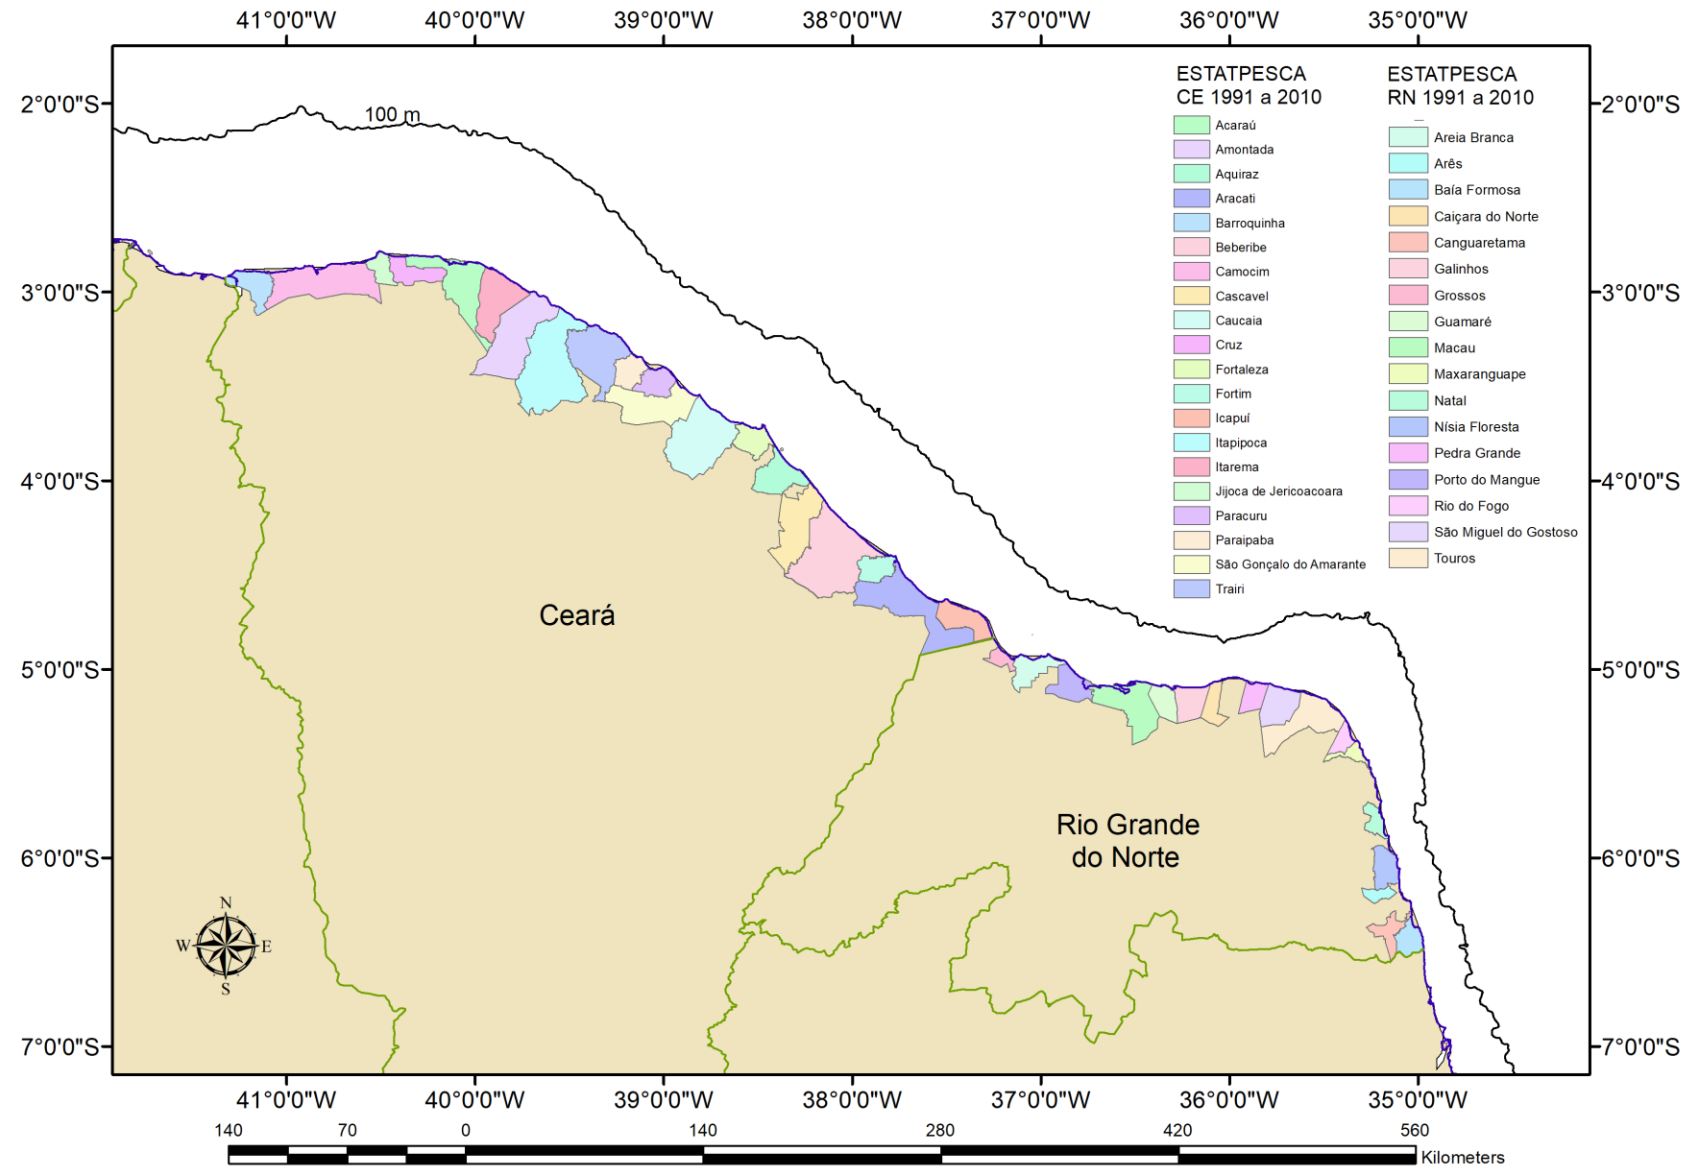 41°0'0"W 40°0'0"W 39°0'0"W 38°0'0"W 37°0'0"W 36°0'0"W 35°0'0"W
2°0'0"S
3°0'0"S
4°0'0"S
5°0'0"S
6°0'0"S
7°0'0"S
100 m
Ceará
Rio Grande
do Norte
N
W E
S
ESTATPESCA
CE 1991 a 2010
Acaraú
Amontada
Aquiraz
Aracati
Barroquinha
Beberibe
Camocim
Cascavel
Caucaia
Cruz
Fortaleza
Fortim
Icapuí
Itapipoca
Itarema
Jijoca de Jericoacoara
Paracuru
Paraipaba
São Gonçalo do Amarante
Trairi
ESTATPESCA
RN 1991 a 2010
Areia Branca
Arês
Baía Formosa
Caiçara do Norte
Canguaretama
Galinhos
Grossos
Guamaré
Macau
Maxaranguape
Natal
Nísia Floresta
Pedra Grande
Porto do Mangue
Rio do Fogo
São Miguel do Gostoso
Touros
2°0'0"S
3°0'0"S
4°0'0"S
5°0'0"S
6°0'0"S
7°0'0"S
41°0'0"W 40°0'0"W 39°0'0"W 38°0'0"W 37°0'0"W 36°0'0"W 35°0'0"W
140 70 0 140 280 420 560
Kilometers